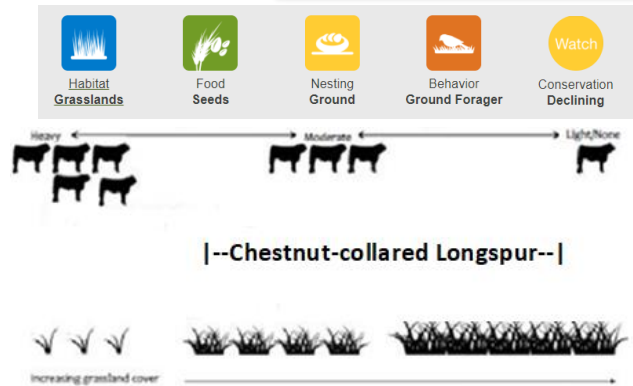 Watch
Habitat
Grasslands
Food
Seeds
Nesting
Ground
Behavior
Ground Forager
Conservation
Declining
Heavy
Moderate
Light/None
|--Chestnut-collared Longspur--|
Increasing grassland cover